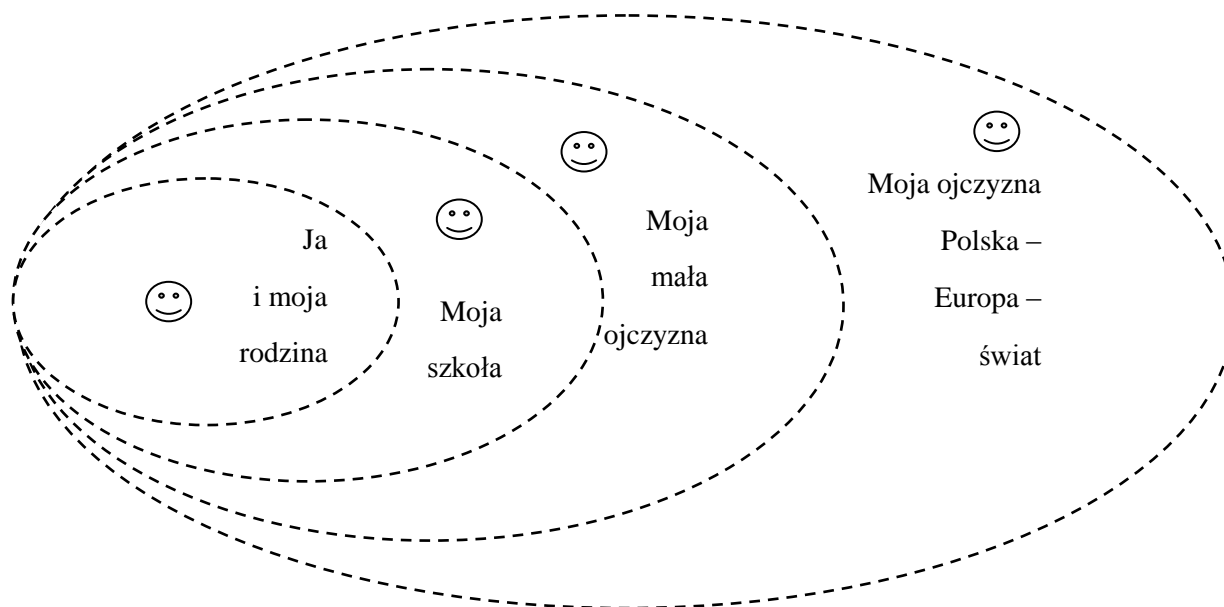 Ja
i moja
rodzina
Moja
szkoła
Moja
mała
ojczyzna
Moja ojczyzna
Polska –
Europa –
świat